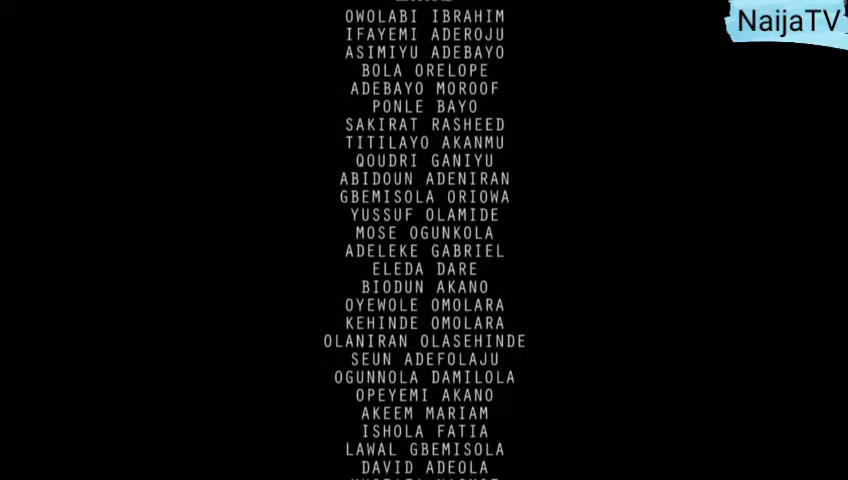 NaijaTV
OWOLABI IBRAHIM
IFAYEMI ADEROJU
ASIMIYU ADEBAYO
BOLA ORELOPE
ADEBAYO MOROOF
PONLE BAYO
SAKIRAT RASHEED
TITILAYO AKANMU
QOUDRI GANIYU
ABIDOUN ADENIRAN
GBEMISOLA ORIOWA
YUSSUF OLAMIDE
MOSE OGUNKOLA
ADELEKE GABRIEL
ELEDA DARE
BIODUN AKANO
OYEWOLE OMOLARA
KEHINDE OMOLARA
OLANIRAN OLASEHINDE
SEUN ADEFOLAJU
OGUNNOLA DAMILOLA
OPEYEMI AKANO
AKEEM MARIAM
ISHOLA FATIA
LAWAL GBEMISOLA
DAVID ADEOLA